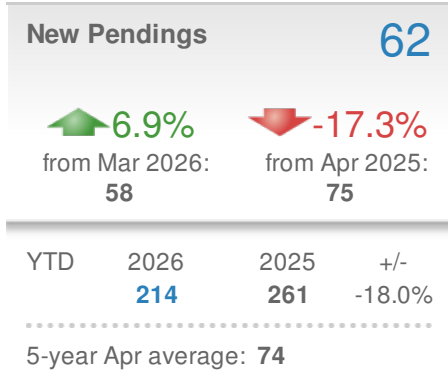 New Pendings 62
6.9% -17.3%
from Mar 2026: from Apr 2025:
58 75
YTD 2026 2025 +/-
214 261 -18.0%
5-year Apr average: 74